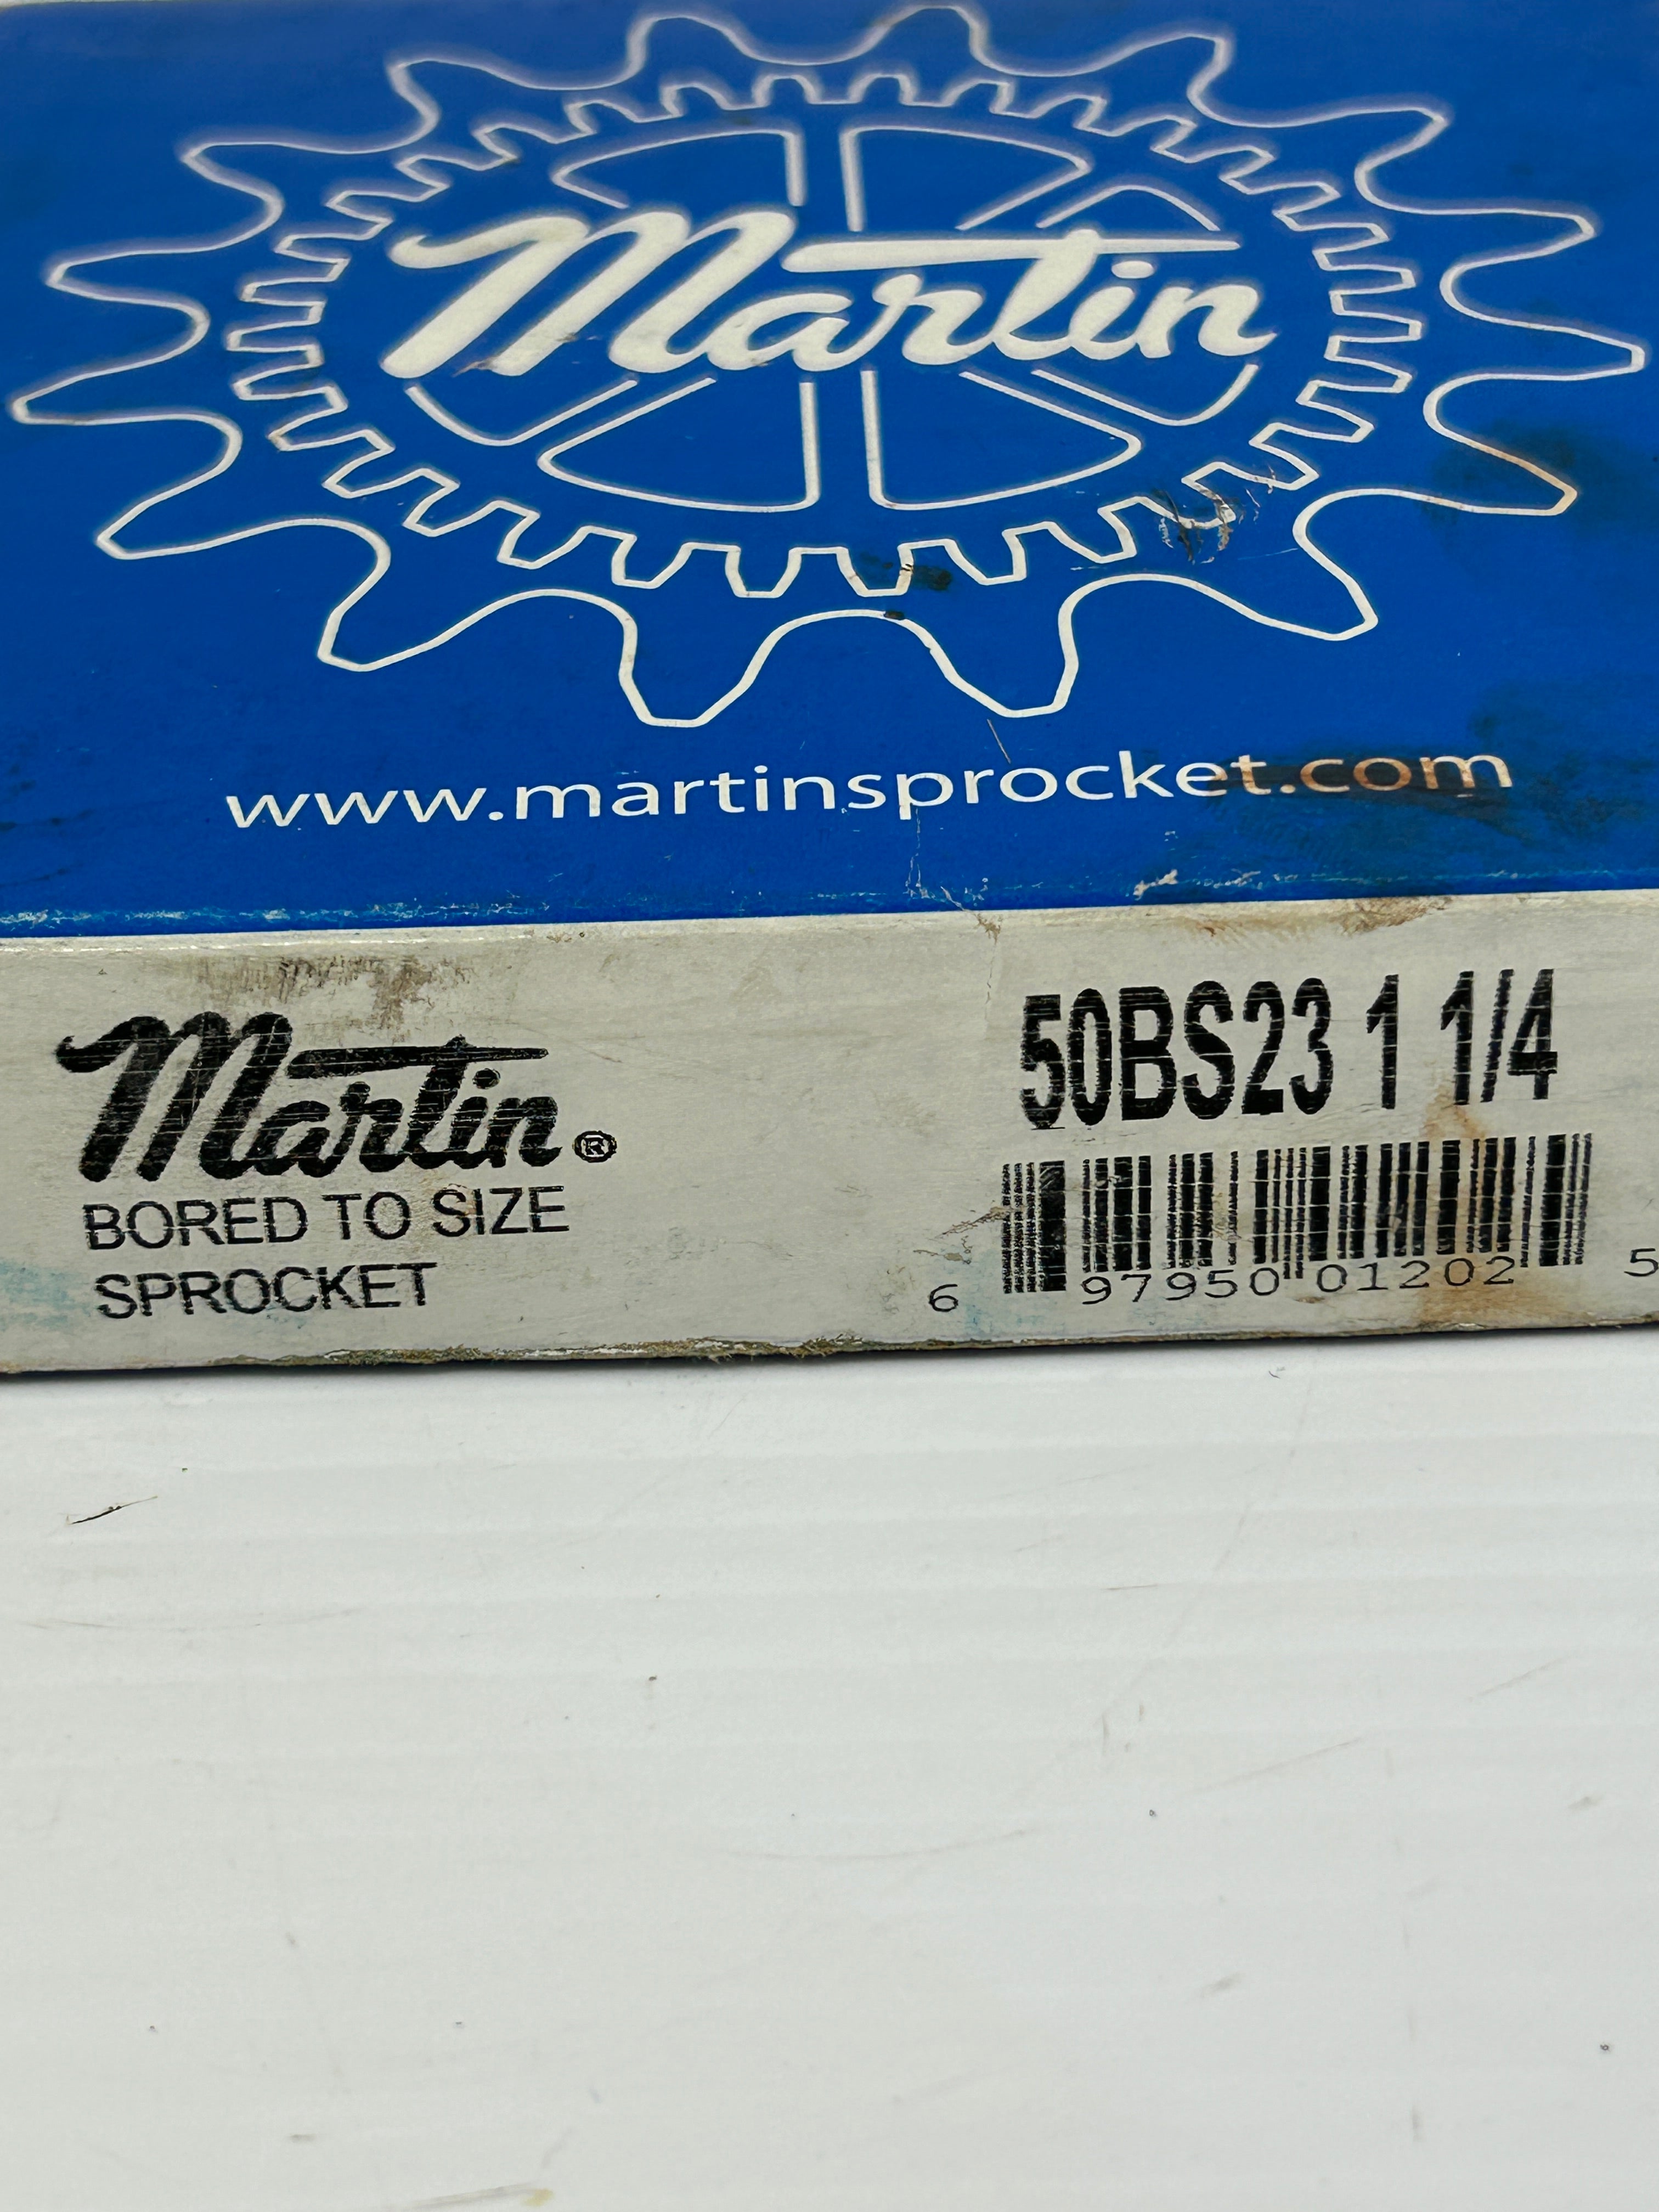 Martin
www.martinsprocket.com
Martin®
BORED TO SIZE
SPROCKET
50BS23 1 1/4
6 97950 01202 5